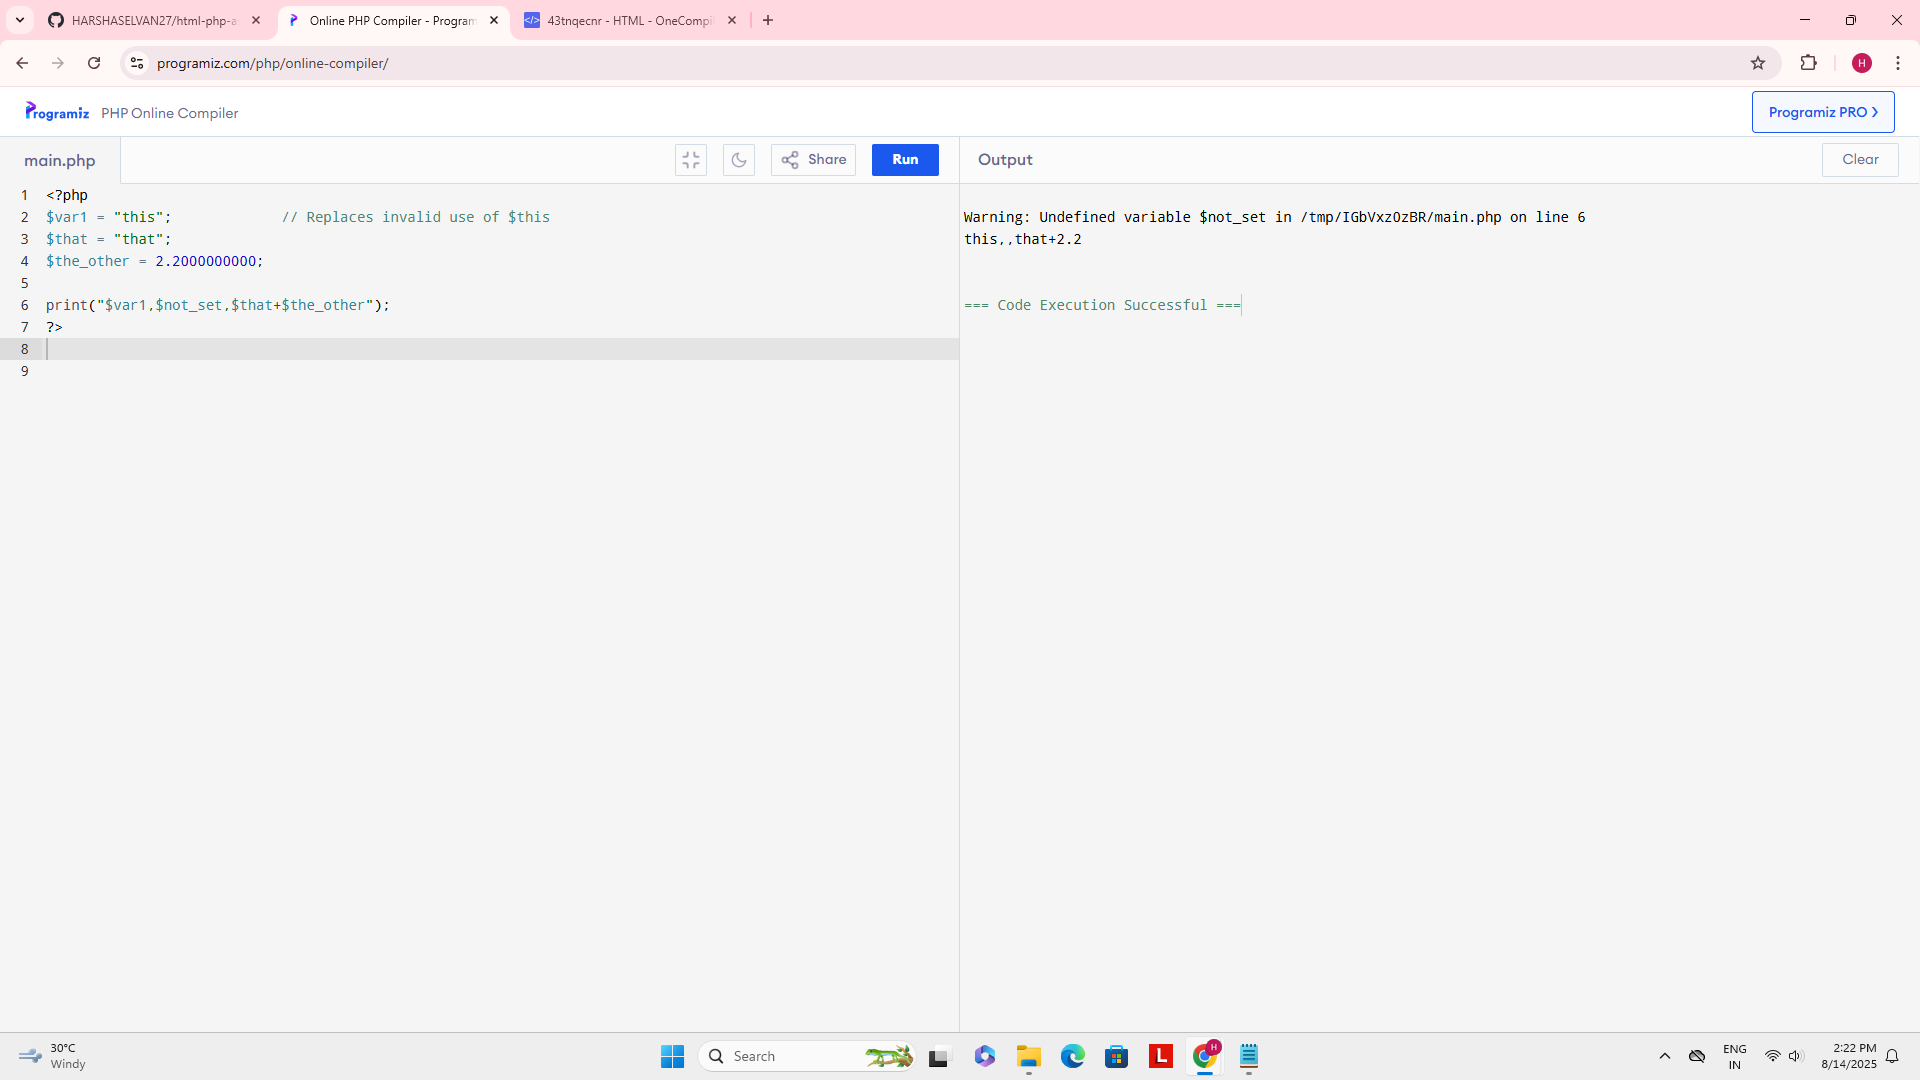 HARSHASELVAN27/html-php-a
Online PHP Compiler - Program
43tnqecnr - HTML - OneCompi
programiz.com/php/online-compiler/
H
Programiz PHP Online Compiler
Programiz PRO
main.php
Share
Run
Output
Clear
1 <?php
2 $var1 = "this"; // Replaces invalid use of $this
3 $that = "that";
4 $the_other = 2.2000000000;
5
6 print("$var1,$not_set,$that+$the_other");
7 ?>
8
9
Warning: Undefined variable $not_set in /tmp/IGbVxzOzBR/main.php on line 6
this,,that+2.2
=== Code Execution Successful ===
30°C
Windy
Search
L
H
ENG
IN
2:22 PM
8/14/2025